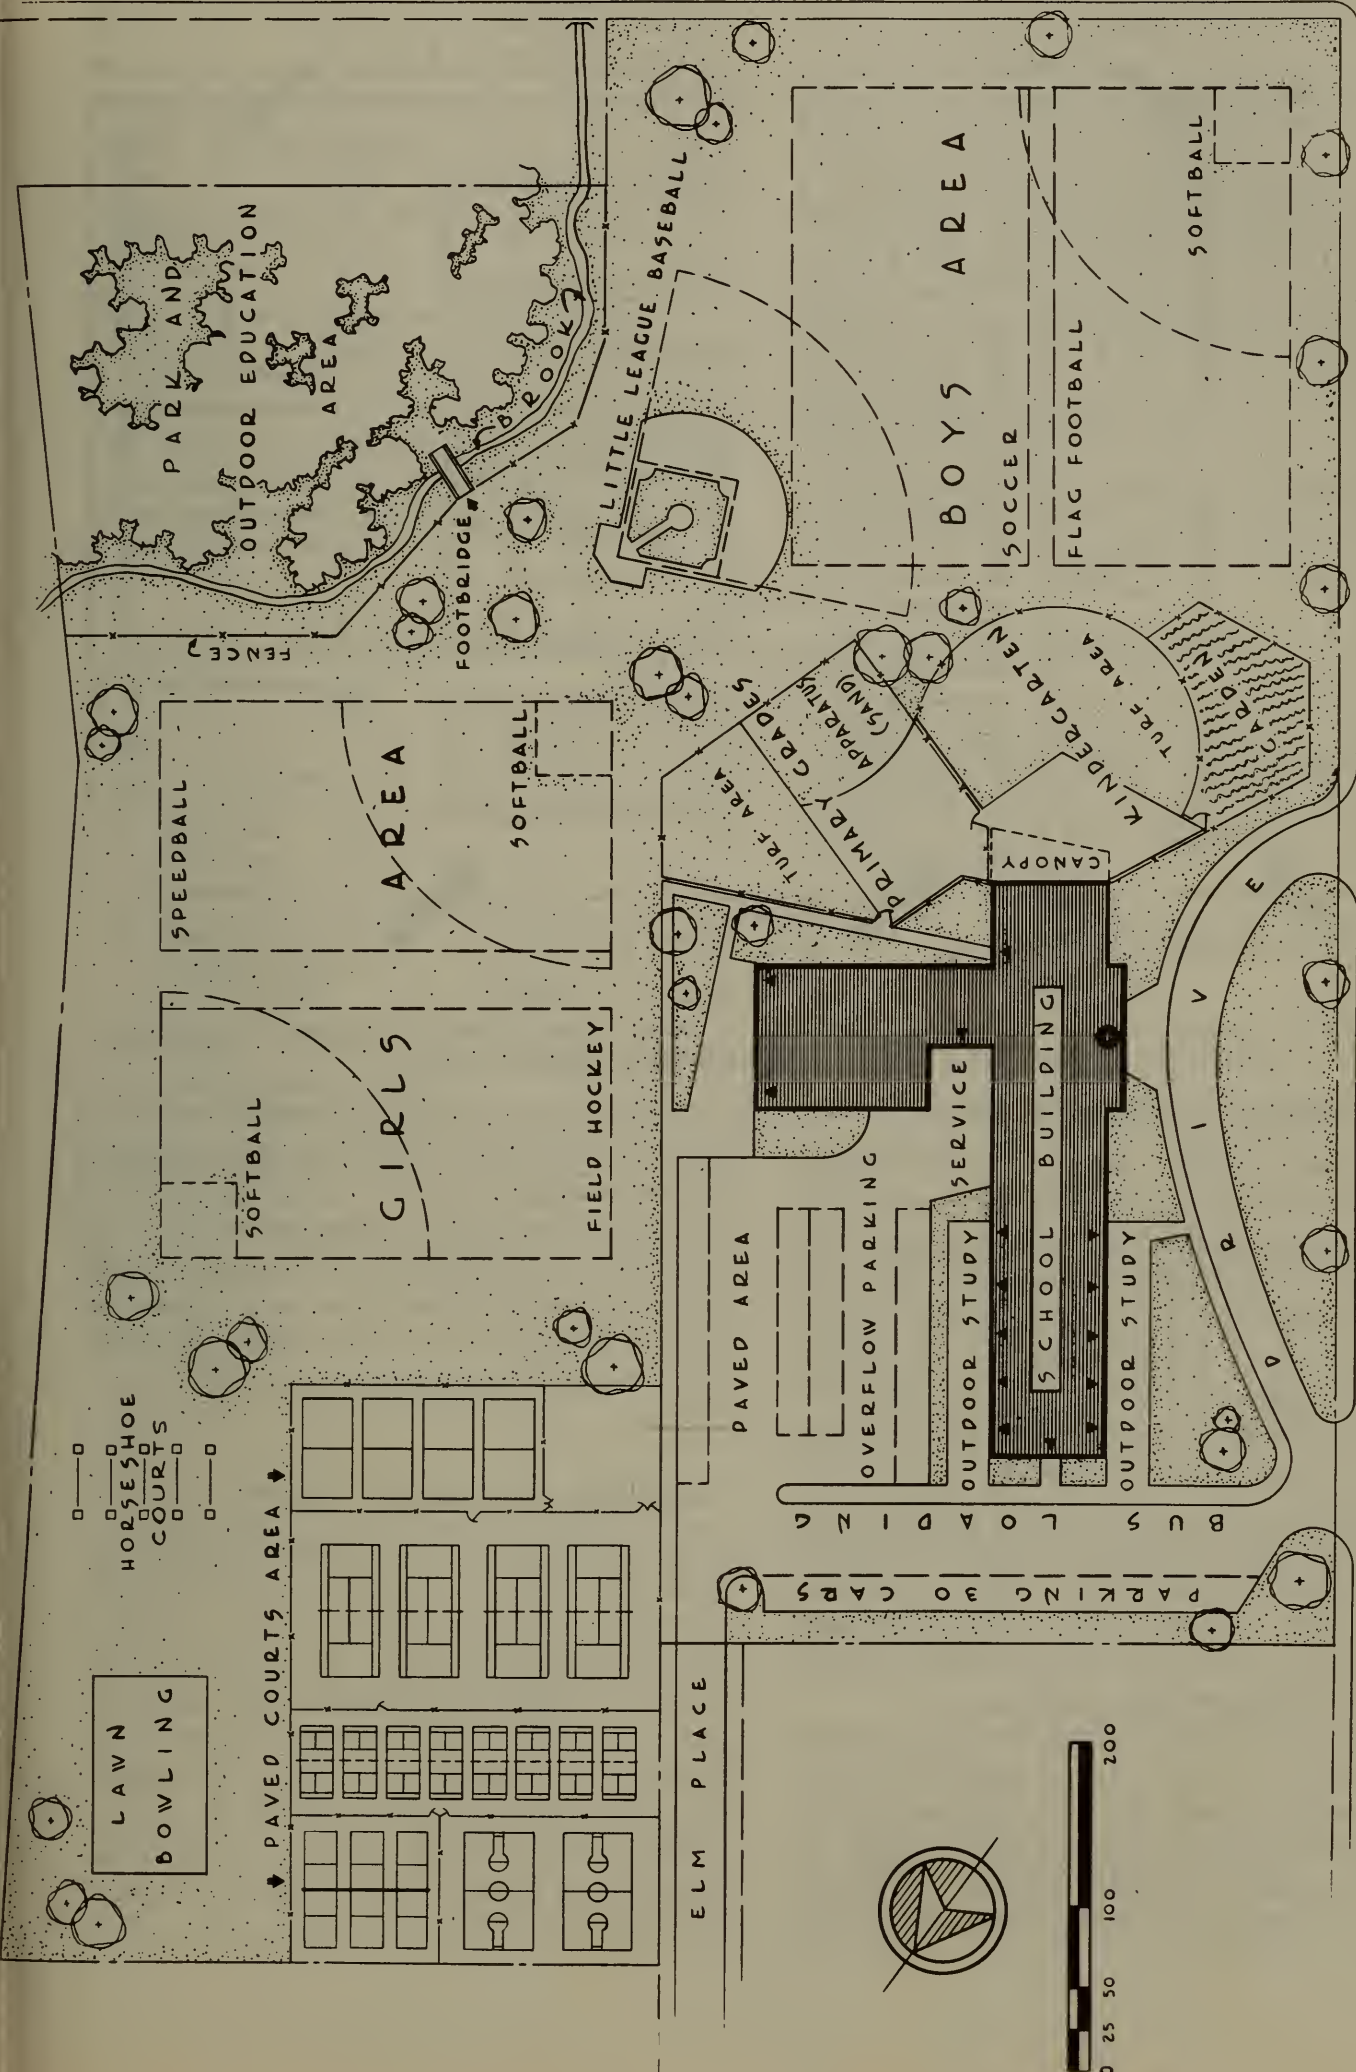 PARK AND
OUTDOOR EDUCATION
AREA
BROOK
FOOTBRIDGE
FENCE
LITTLE LEAGUE BASEBALL
BOYS AREA
SOCCER
FLAG FOOTBALL
SOFTBALL
SPEEDBALL
GIRLS AREA
SOFTBALL
SOFTBALL
FIELD HOCKEY
PRIMARY GRADES
TURF AREA
APPARATUS
(SAND)
KINDERGARTEN
TURF AREA
GARDEN
CANOPY
SCHOOL BUILDING
SERVICE
OUTDOOR STUDY
OUTDOOR STUDY
PAVED AREA
OVERFLOW PARKING
DRIVE
BUS LOADING
PARKING 30 CARS
HORSESHOE
COURTS
PAVED COURTS AREA
LAWN
BOWLING
ELM PLACE
0 25 50 100 200